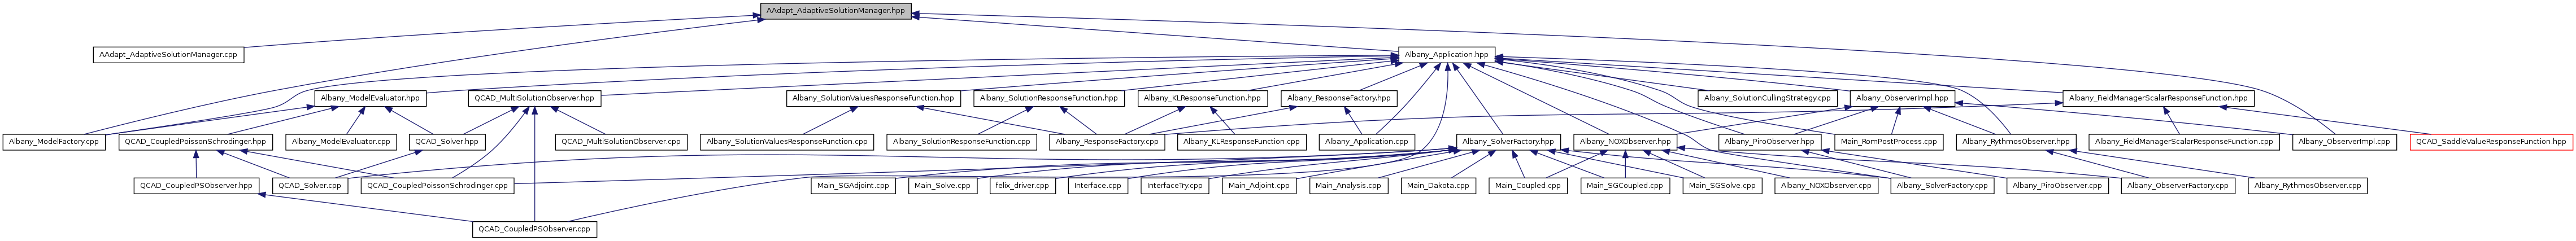 AAdapt_AdaptiveSolutionManager.hpp
AAdapt_AdaptiveSolutionManager.cpp
Albany_Application.hpp
Albany_ModelEvaluator.hpp
QCAD_MultiSolutionObserver.hpp
Albany_SolutionValuesResponseFunction.hpp
Albany_SolutionResponseFunction.hpp
Albany_KLResponseFunction.hpp
Albany_ResponseFactory.hpp
Albany_SolutionCullingStrategy.cpp
Albany_ObserverImpl.hpp
Albany_FieldManagerScalarResponseFunction.hpp
Albany_ModelFactory.cpp
QCAD_CoupledPoissonSchrodinger.hpp
Albany_ModelEvaluator.cpp
QCAD_Solver.hpp
QCAD_MultiSolutionObserver.cpp
Albany_SolutionValuesResponseFunction.cpp
Albany_SolutionResponseFunction.cpp
Albany_ResponseFactory.cpp
Albany_KLResponseFunction.cpp
Albany_Application.cpp
Albany_SolverFactory.hpp
Albany_NOXObserver.hpp
Albany_PiroObserver.hpp
Main_RomPostProcess.cpp
Albany_RythmosObserver.hpp
Albany_FieldManagerScalarResponseFunction.cpp
Albany_ObserverImpl.cpp
QCAD_SaddleValueResponseFunction.hpp
QCAD_CoupledPSObserver.hpp
QCAD_Solver.cpp
QCAD_CoupledPoissonSchrodinger.cpp
Main_SGAdjoint.cpp
Main_Solve.cpp
felix_driver.cpp
Interface.cpp
InterfaceTry.cpp
Main_Adjoint.cpp
Main_Analysis.cpp
Main_Dakota.cpp
Main_Coupled.cpp
Main_SGCoupled.cpp
Main_SGSolve.cpp
Albany_NOXObserver.cpp
Albany_SolverFactory.cpp
Albany_PiroObserver.cpp
Albany_ObserverFactory.cpp
Albany_RythmosObserver.cpp
QCAD_CoupledPSObserver.cpp